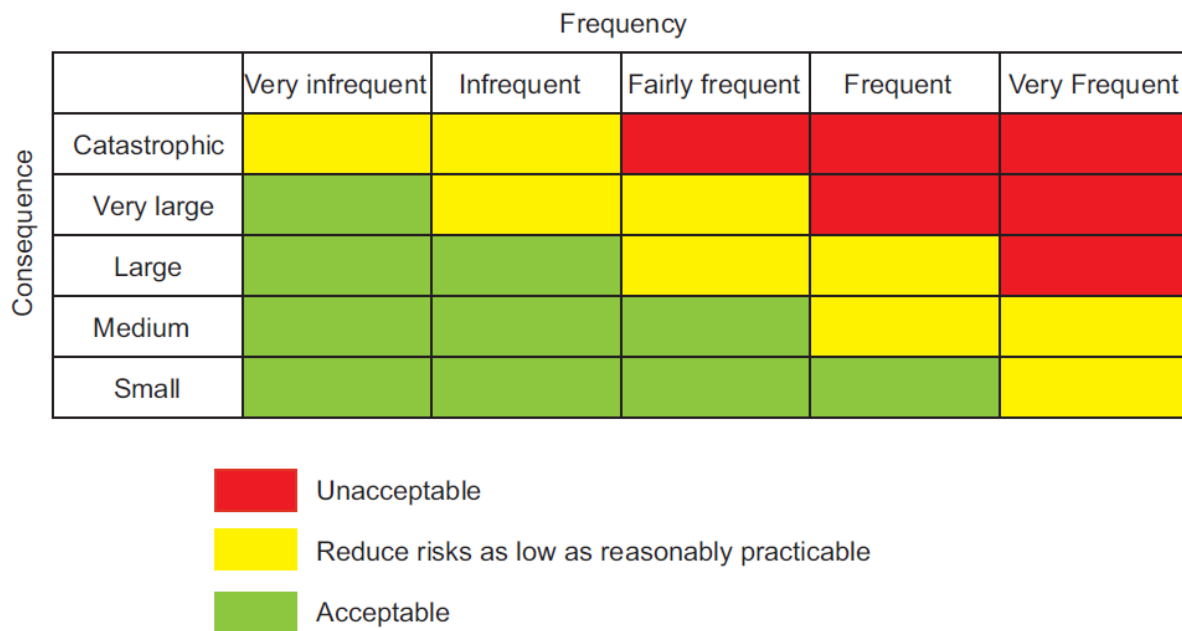 Frequency
Very infrequent Infrequent Fairly frequent Frequent Very Frequent
Consequence
Catastrophic
Very large
Large
Medium
Small
Unacceptable
Reduce risks as low as reasonably practicable
Acceptable